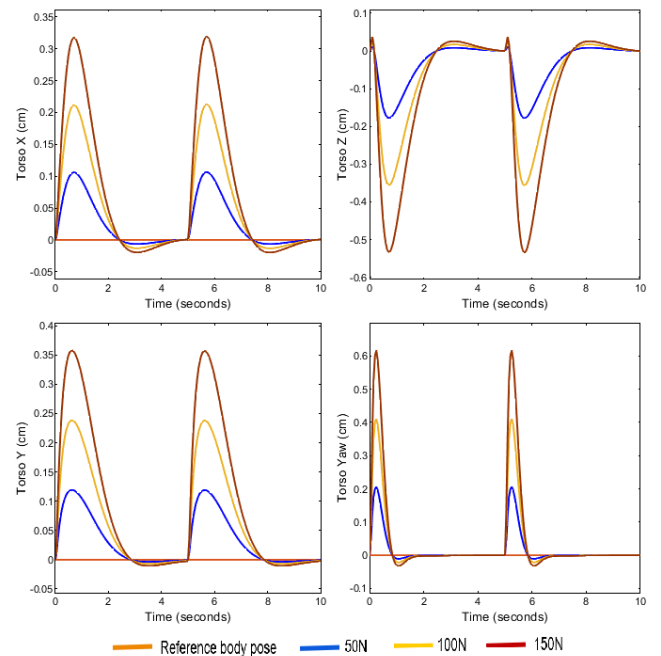 0.35
0.3
0.25
0.2
0.15
0.1
0.05
0
-0.05
Torso X (cm)
0 2 4 6 8 10
Time (seconds)
0
-0.1
-0.2
-0.3
-0.4
-0.5
-0.6
Torso Z (cm)
0 2 4 6 8 10
Time (seconds)
0.4
0.35
0.3
0.25
0.2
0.15
0.1
0.05
0
-0.05
Torso Y (cm)
0 2 4 6 8 10
Time (seconds)
0.6
0.5
0.4
0.3
0.2
0.1
0
-0.1
Torso Yaw (cm)
0 2 4 6 8 10
Time (seconds)
Reference body pose 50N 100N 150N